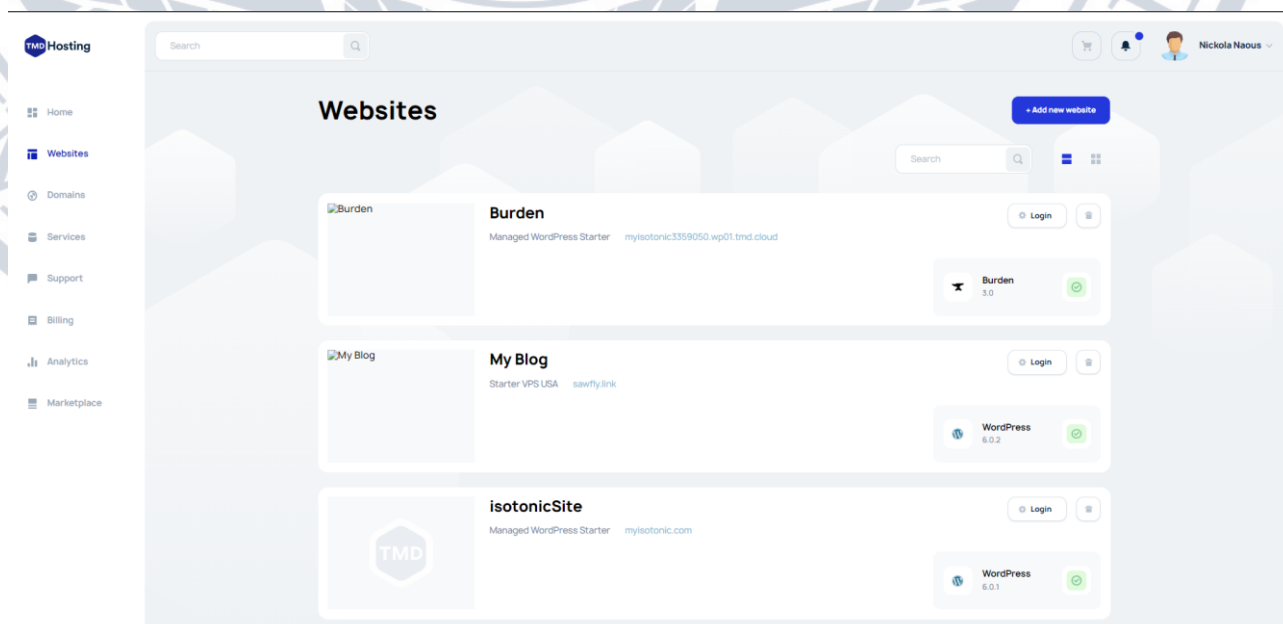 TMD Hosting
Search
Nickola Naous
Home
Websites
Domains
Services
Support
Billing
Analytics
Marketplace
Websites
+ Add new website
Search
Burden
Burden
Login
Managed WordPress Starter myisotonic3359050.wp01.tmd.cloud
Burden
3.0
My Blog
My Blog
Login
Starter VPS USA sawfly.link
WordPress
6.0.2
TMD
isotonicSite
Login
Managed WordPress Starter myisotonic.com
WordPress
6.0.1